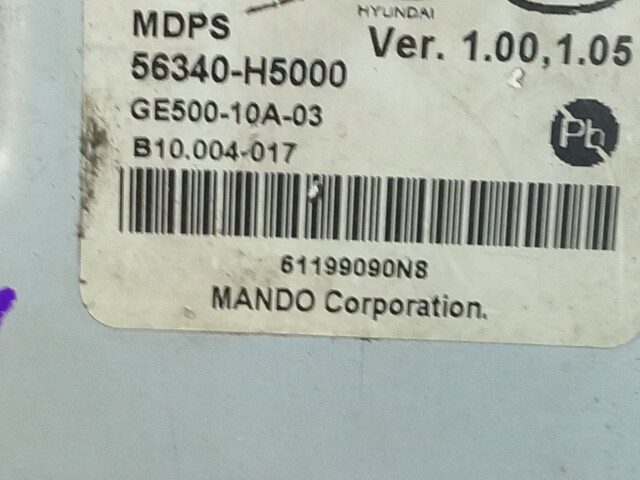 HYUNDAI
MDPS
Ver. 1.00,1.05
56340-H5000
GE500-10A-03
Pb
B10.004-017
61199090N8
MANDO Corporation.